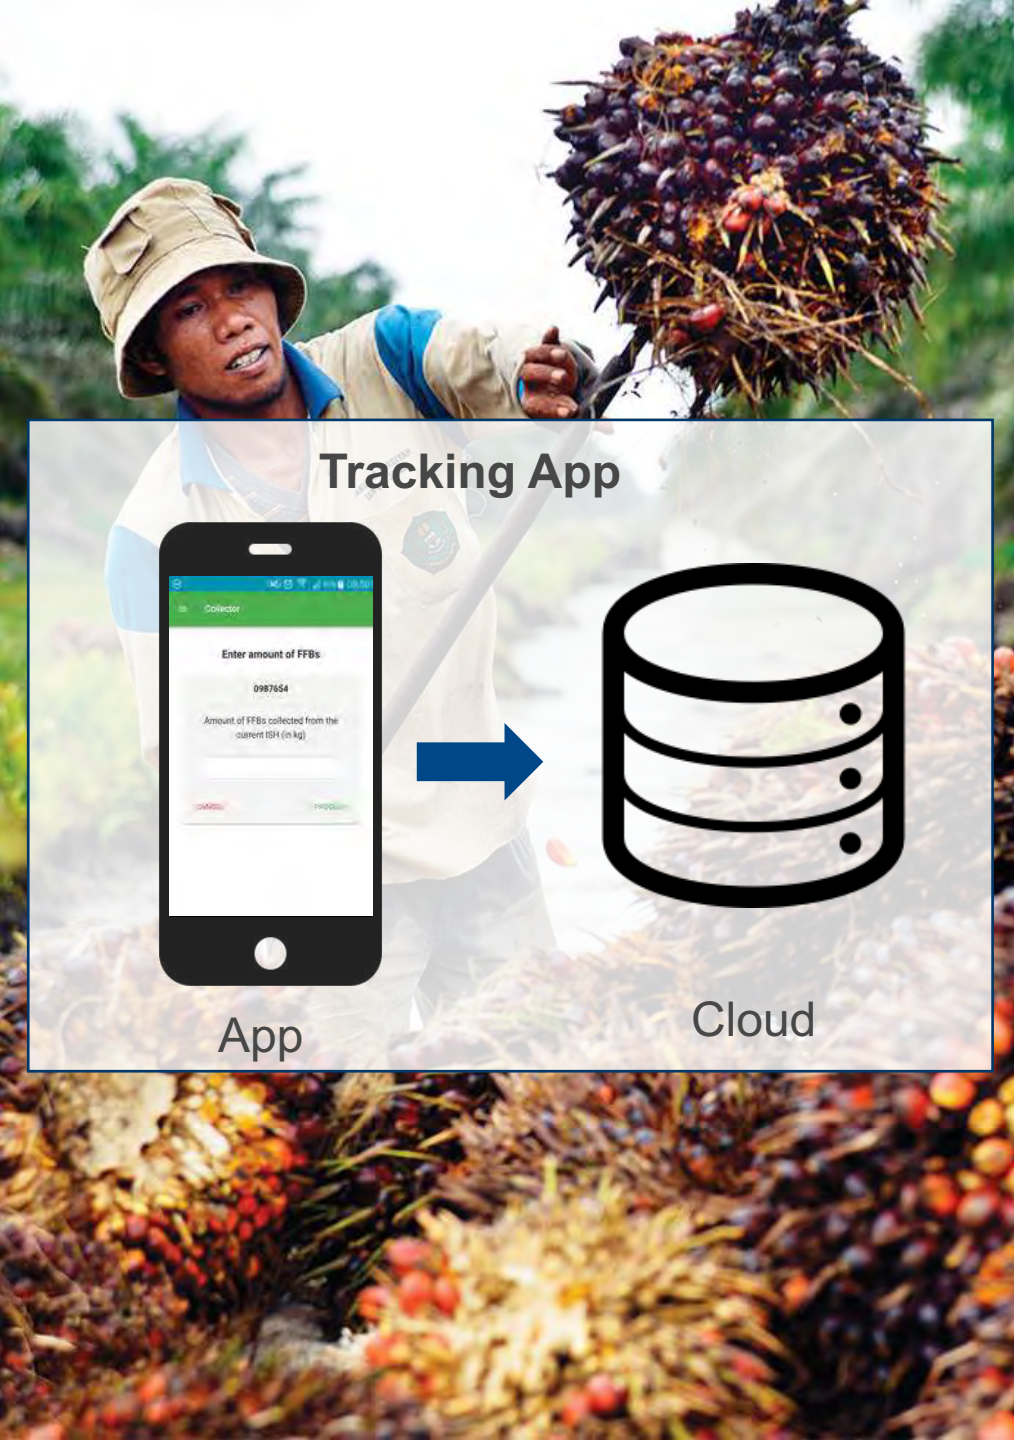 Tracking App
Collector
Enter amount of FFBs
0987654
Amount of FFBs collected from the
current ISH (in kg)
CANCEL
App
Cloud